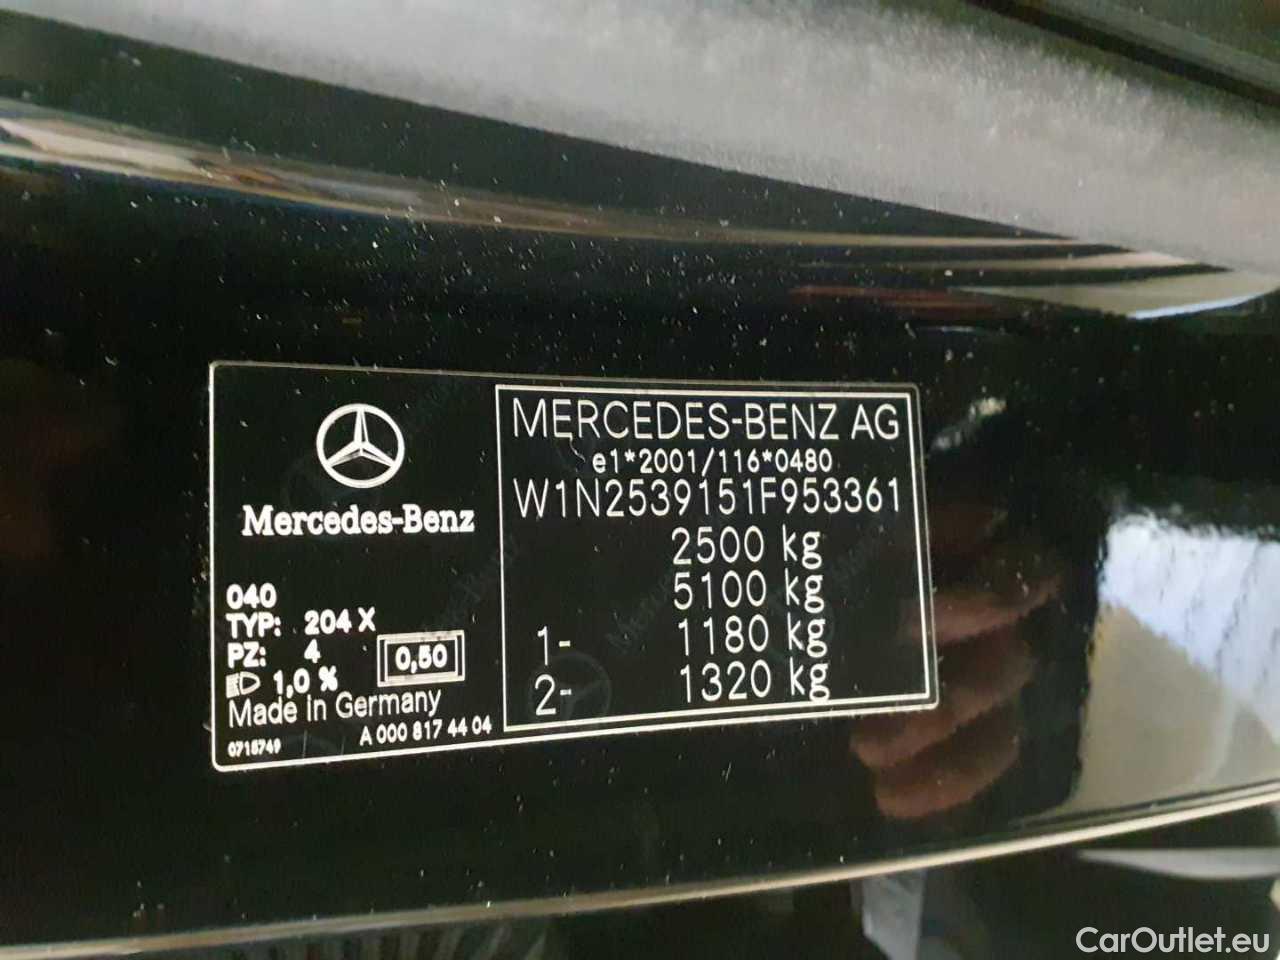 Mercedes-Benz
040
TYP: 204 X
PZ: 4
1,0 %
0,50
Made in Germany
A 000 817 44 04
0715749
MERCEDES-BENZ AG
e1*2001/116*0480
W1N2539151F953361
2500 kg
5100 kg
1- 1180 kg
2- 1320 kg
CarOutlet.eu